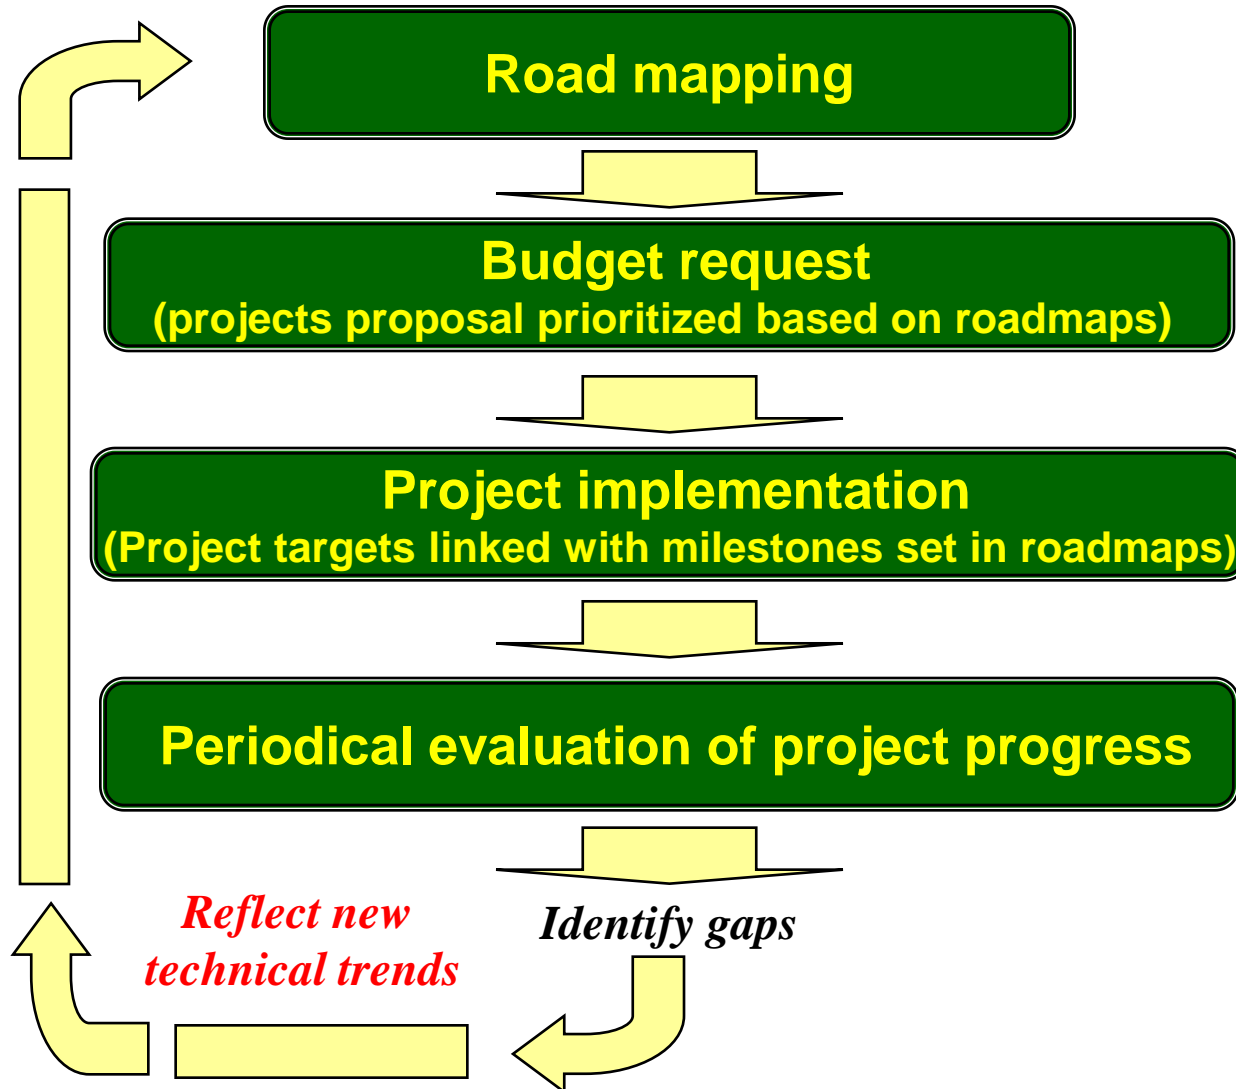 Road mapping
Budget request
(projects proposal prioritized based on roadmaps)
Project implementation
(Project targets linked with milestones set in roadmaps)
Periodical evaluation of project progress
Reflect new
technical trends
Identify gaps